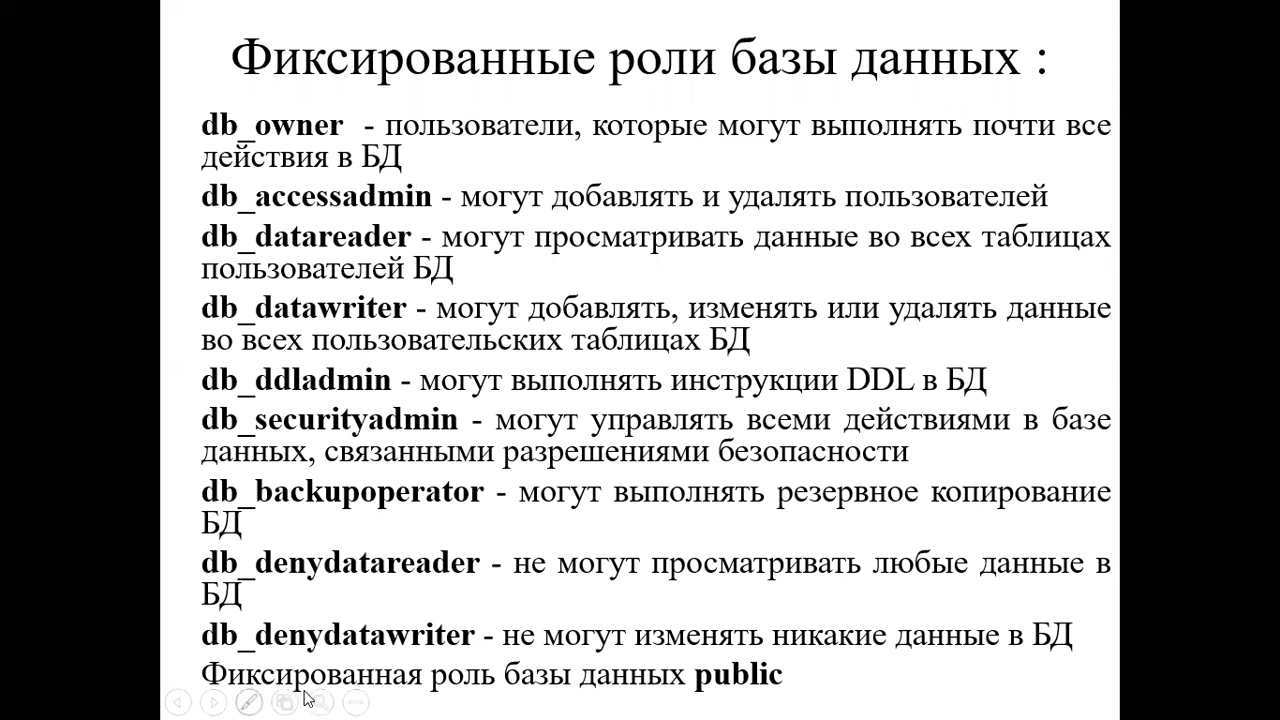 Фиксированные роли базы данных :
db_owner - пользователи, которые могут выполнять почти все
действия в БД
db_accessadmin - могут добавлять и удалять пользователей
db_datareader - могут просматривать данные во всех таблицах
пользователей БД
db_datawriter - могут добавлять, изменять или удалять данные
во всех пользовательских таблицах БД
db_ddladmin - могут выполнять инструкции DDL в БД
db_securityadmin - могут управлять всеми действиями в базе
данных, связанными разрешениями безопасности
db_backupoperator - могут выполнять резервное копирование
БД
db_denydatareader - не могут просматривать любые данные в
БД
db_denydatawriter - не могут изменять никакие данные в БД
Фиксированная роль базы данных public